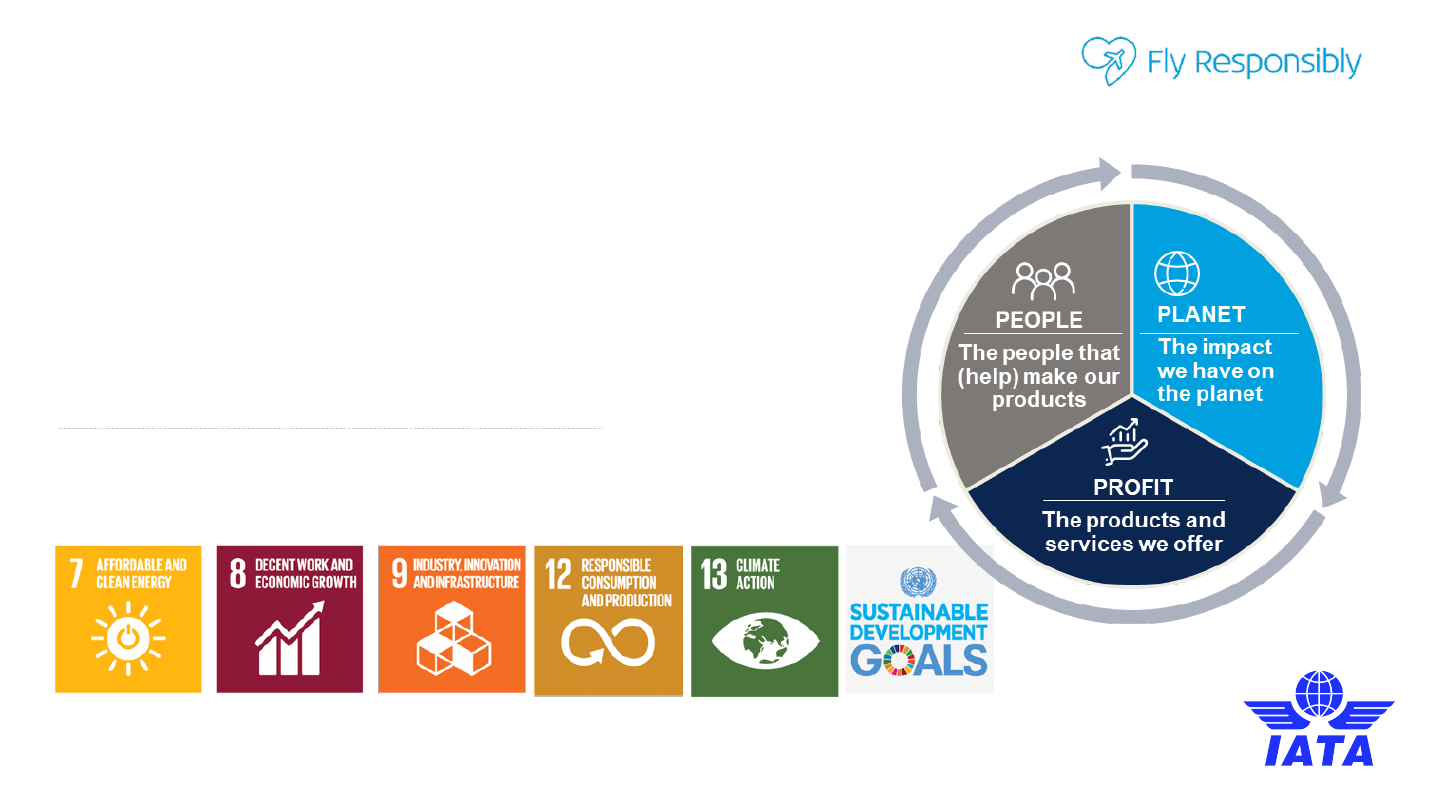 Fly Responsibly
PEOPLE
The people that
(help) make our
products
PLANET
The impact
we have on
the planet
PROFIT
The products and
services we offer
7 AFFORDABLE AND
CLEAN ENERGY
8 DECENT WORK AND
ECONOMIC GROWTH
9 INDUSTRY, INNOVATION
AND INFRASTRUCTURE
12 RESPONSIBLE
CONSUMPTION
AND PRODUCTION
13 CLIMATE
ACTION
SUSTAINABLE
DEVELOPMENT
GOALS
IATA